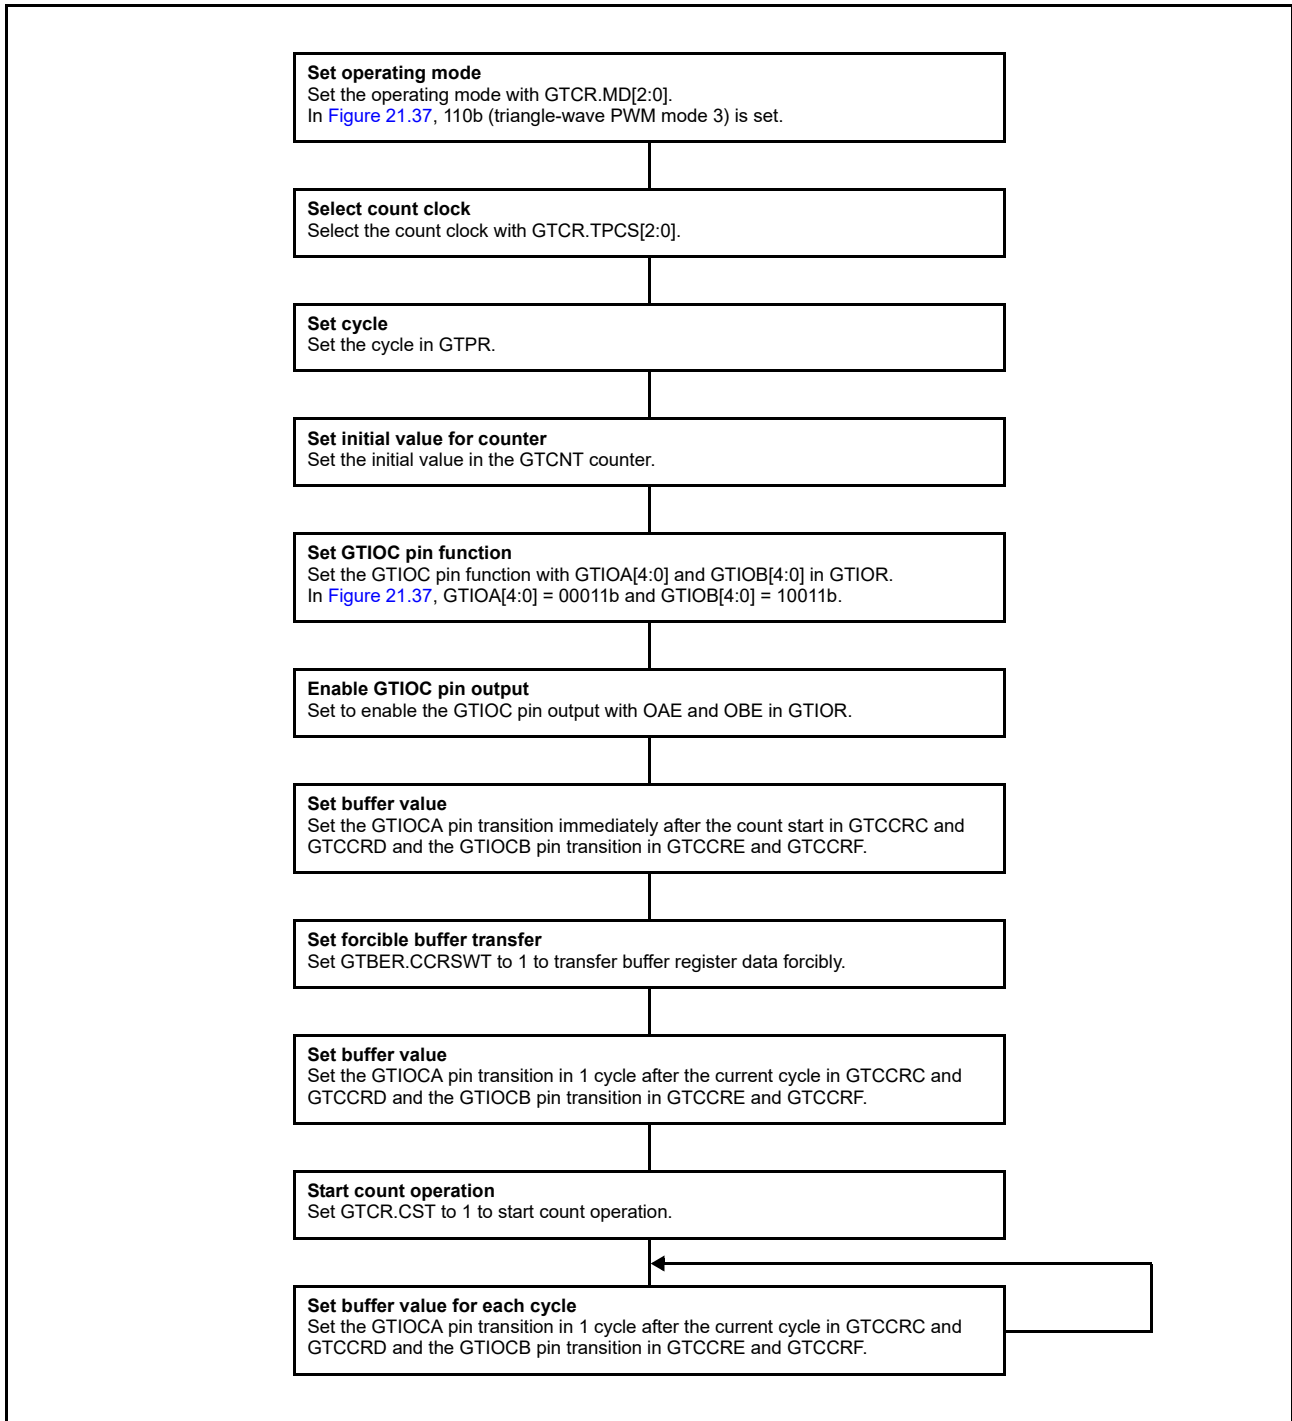 Set operating mode
Set the operating mode with GTCR.MD[2:0].
In Figure 21.37, 110b (triangle-wave PWM mode 3) is set.
Select count clock
Select the count clock with GTCR.TPCS[2:0].
Set cycle
Set the cycle in GTPR.
Set initial value for counter
Set the initial value in the GTCNT counter.
Set GTIOC pin function
Set the GTIOC pin function with GTIOA[4:0] and GTIOB[4:0] in GTIOR.
In Figure 21.37, GTIOA[4:0] = 00011b and GTIOB[4:0] = 10011b.
Enable GTIOC pin output
Set to enable the GTIOC pin output with OAE and OBE in GTIOR.
Set buffer value
Set the GTIOCA pin transition immediately after the count start in GTCCRC and
GTCCRD and the GTIOCB pin transition in GTCCRE and GTCCRF.
Set forcible buffer transfer
Set GTBER.CCRSWT to 1 to transfer buffer register data forcibly.
Set buffer value
Set the GTIOCA pin transition in 1 cycle after the current cycle in GTCCRC and
GTCCRD and the GTIOCB pin transition in GTCCRE and GTCCRF.
Start count operation
Set GTCR.CST to 1 to start count operation.
Set buffer value for each cycle
Set the GTIOCA pin transition in 1 cycle after the current cycle in GTCCRC and
GTCCRD and the GTIOCB pin transition in GTCCRE and GTCCRF.